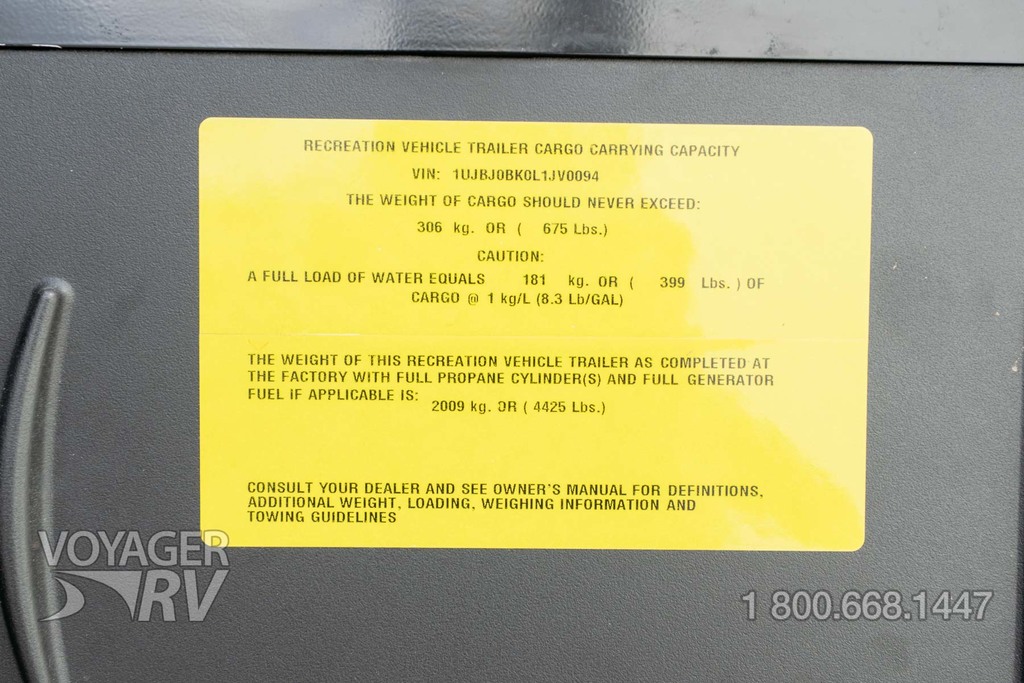 RECREATION VEHICLE TRAILER CARGO CARRYING CAPACITY
VIN: 1UJBJ0BK0L1JV0094
THE WEIGHT OF CARGO SHOULD NEVER EXCEED:
306 kg. OR ( 675 Lbs.)
CAUTION:
A FULL LOAD OF WATER EQUALS 181 kg. OR ( 399 Lbs. ) OF
CARGO @ 1 kg/L (8.3 Lb/GAL)
THE WEIGHT OF THIS RECREATION VEHICLE TRAILER AS COMPLETED AT
THE FACTORY WITH FULL PROPANE CYLINDER(S) AND FULL GENERATOR
FUEL IF APPLICABLE IS:
2009 kg. OR ( 4425 Lbs.)
CONSULT YOUR DEALER AND SEE OWNER'S MANUAL FOR DEFINITIONS,
ADDITIONAL WEIGHT, LOADING, WEIGHING INFORMATION AND
TOWING GUIDELINES
VOYAGER
RV
1 800.668.1447